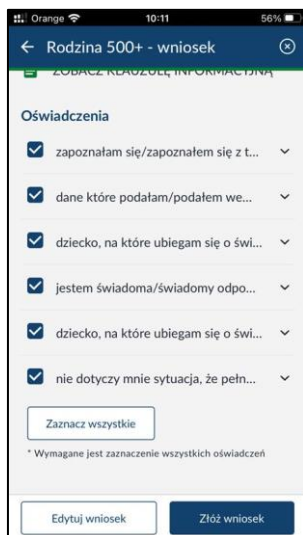 Orange 10:11 56%
Rodzina 500+ - wniosek
ZOBACZ KLAUZULĘ INFORMACYJNĄ
Oświadczenia
zapoznałam się/zapoznałem się z t...
dane które podałam/podałem we...
dziecko, na które ubiegam się o świ...
jestem świadoma/świadomy odpo...
dziecko, na które ubiegam się o świ...
nie dotyczy mnie sytuacja, że pełn...
Zaznacz wszystkie
* Wymagane jest zaznaczenie wszystkich oświadczeń
Edytuj wniosek Złóż wniosek